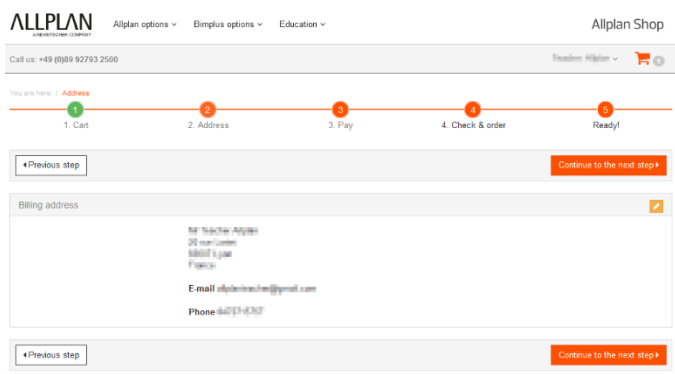 ALLPLAN
A NEMETSCHEK COMPANY
Allplan options
Bimplus options
Education
Allplan Shop
Call us: +49 (0)89 92793 2500
1
You are here: / Address
1 2 3 4 5
1. Cart 2. Address 3. Pay 4. Check & order Ready!
Previous step
Continue to the next step
Billing address
France
E-mail
Phone
Previous step
Continue to the next step